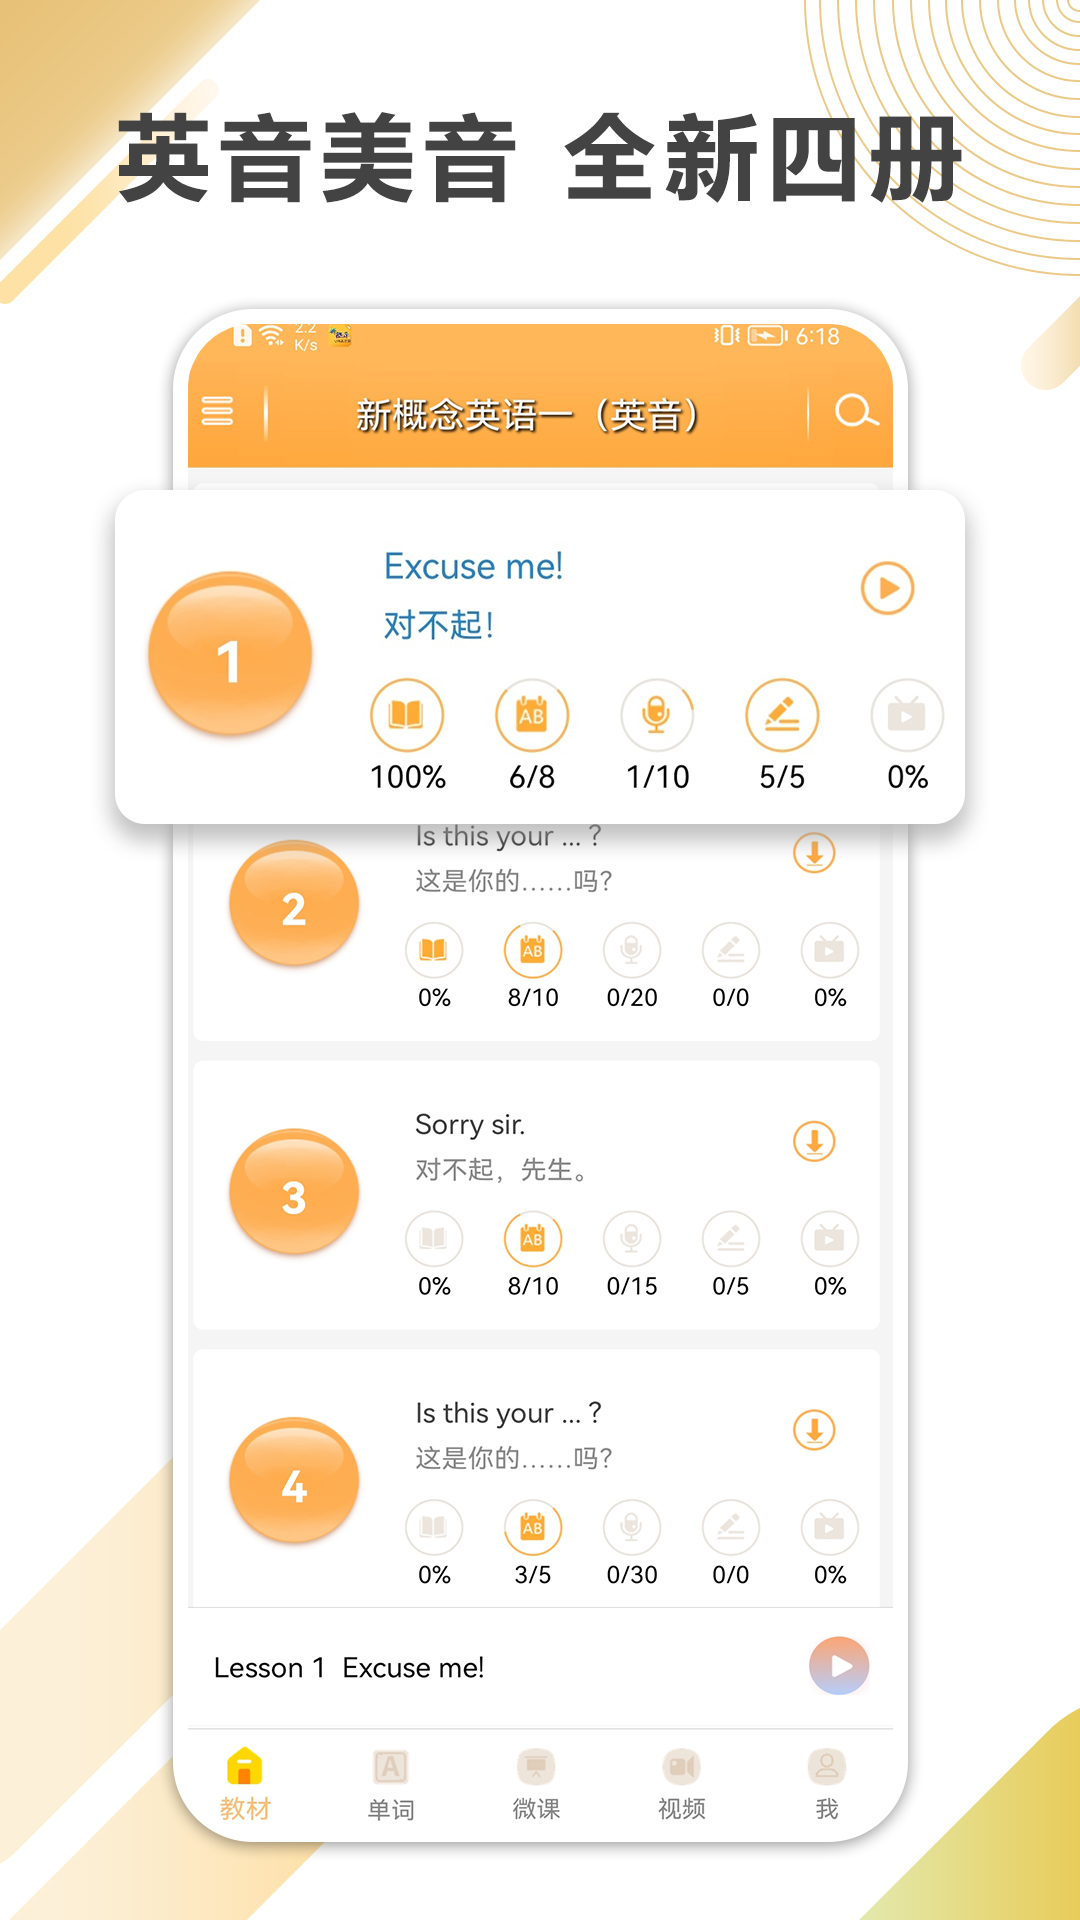 英音美音 全新四册
2.2
K/s
6:18
新概念英语一（英音）
Excuse me!
对不起！
1
AB
100% 6/8 1/10 5/5 0%
Is this your ... ?
这是你的……吗？
2
AB
0% 8/10 0/20 0/0 0%
Sorry sir.
对不起，先生。
3
AB
0% 8/10 0/15 0/5 0%
Is this your ... ?
这是你的……吗？
4
AB
0% 3/5 0/30 0/0 0%
Lesson 1 Excuse me!
A
教材 单词 微课 视频 我